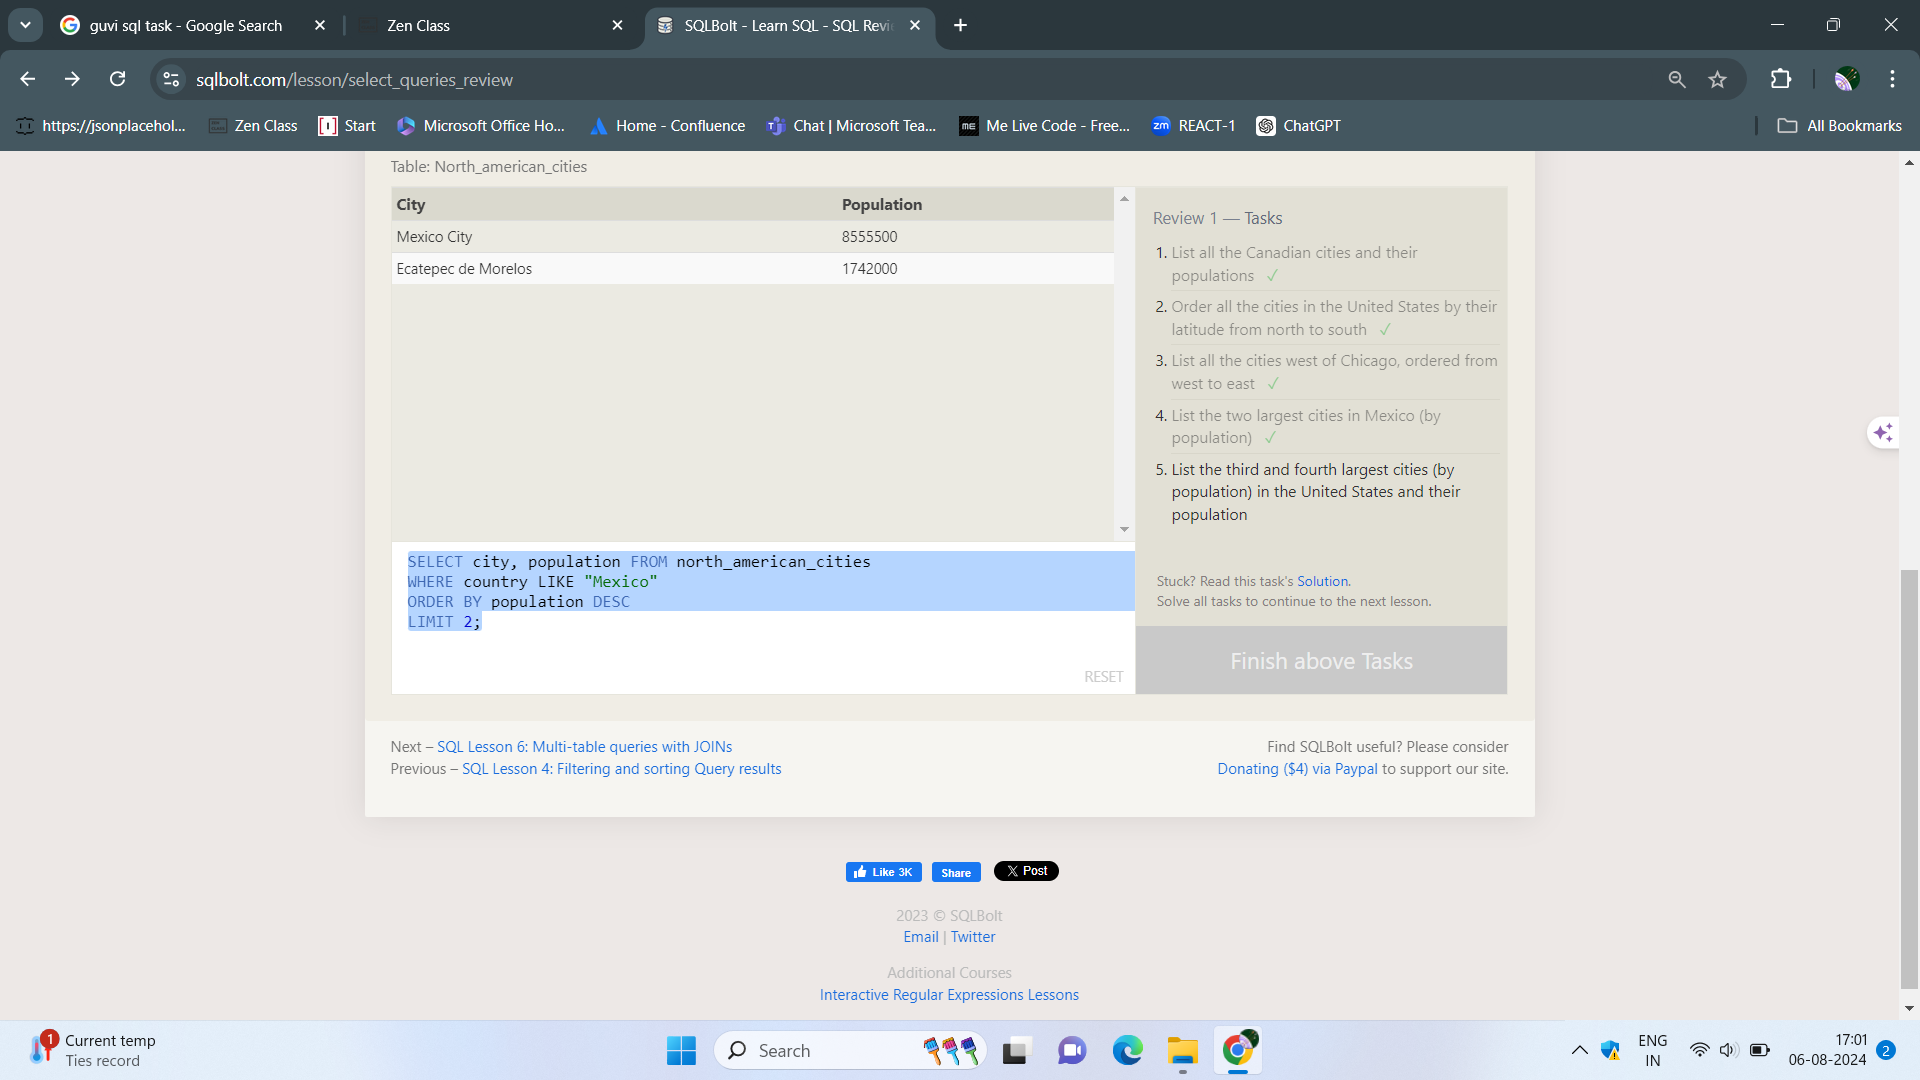 guvi sql task - Google Search
Zen Class
SQLBolt - Learn SQL - SQL Revi
sqlbolt.com/lesson/select_queries_review
https://jsonplacehol...
Zen Class
Start
Microsoft Office Ho...
Home - Confluence
Chat | Microsoft Tea...
Me Live Code - Free...
REACT-1
ChatGPT
All Bookmarks
Table: North_american_cities
City Population
Mexico City 8555500
Ecatepec de Morelos 1742000
Review 1 — Tasks
1. List all the Canadian cities and their
populations ✓
2. Order all the cities in the United States by their
latitude from north to south ✓
3. List all the cities west of Chicago, ordered from
west to east ✓
4. List the two largest cities in Mexico (by
population) ✓
5. List the third and fourth largest cities (by
population) in the United States and their
population
SELECT city, population FROM north_american_cities
WHERE country LIKE "Mexico"
ORDER BY population DESC
LIMIT 2;
RESET
Stuck? Read this task's Solution.
Solve all tasks to continue to the next lesson.
Finish above Tasks
Next – SQL Lesson 6: Multi-table queries with JOINs
Previous – SQL Lesson 4: Filtering and sorting Query results
Find SQLBolt useful? Please consider
Donating ($4) via Paypal to support our site.
Like 3K
Share
X Post
2023 © SQLBolt
Email | Twitter
Additional Courses
Interactive Regular Expressions Lessons
1
Current temp
Ties record
Search
ENG
IN
17:01
06-08-2024
2